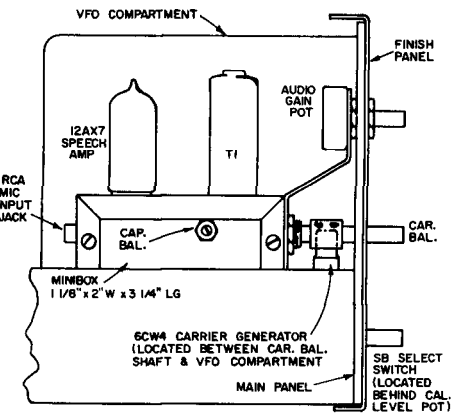 VFO COMPARTMENT
FINISH
PANEL
AUDIO
GAIN
POT
12AX7
SPEECH
AMP
T1
RCA
MIC
INPUT
JACK
CAP.
BAL.
CAR.
BAL.
MINIBOX
1 1/8" x 2" W x 3 1/4" LG
6CW4 CARRIER GENERATOR
(LOCATED BETWEEN CAR. BAL.
SHAFT & VFO COMPARTMENT
MAIN PANEL
SB SELECT
SWITCH
(LOCATED
BEHIND CAL.
LEVEL POT)